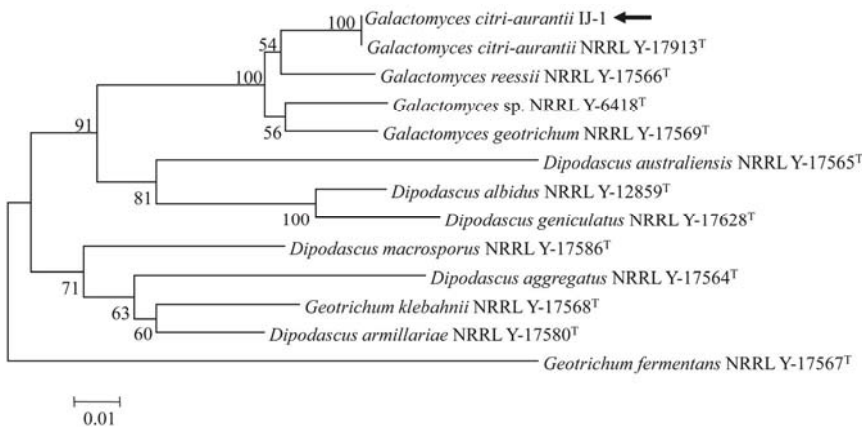 100
Galactomyces citri-aurantii IJ-1
54
Galactomyces citri-aurantii NRRL Y-17913ᵀ
100
Galactomyces reessii NRRL Y-17566ᵀ
Galactomyces sp. NRRL Y-6418ᵀ
91
56
Galactomyces geotrichum NRRL Y-17569ᵀ
Dipodascus australiensis NRRL Y-17565ᵀ
81
Dipodascus albidus NRRL Y-12859ᵀ
100
Dipodascus geniculatus NRRL Y-17628ᵀ
Dipodascus macrosporus NRRL Y-17586ᵀ
71
Dipodascus aggregatus NRRL Y-17564ᵀ
63
Geotrichum klebahnii NRRL Y-17568ᵀ
60
Dipodascus armillariae NRRL Y-17580ᵀ
Geotrichum fermentans NRRL Y-17567ᵀ
0.01